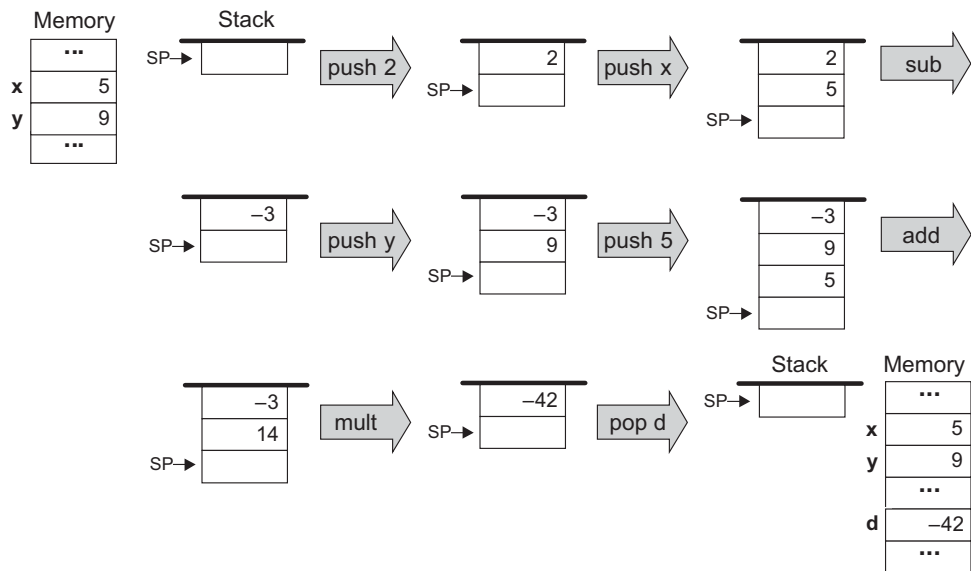 Memory Stack
...
x 5
y 9
...
SP
push 2
2
SP
push x
2
5
SP
sub
–3
SP
push y
–3
9
SP
push 5
–3
9
5
SP
add
–3
14
SP
mult
–42
SP
pop d
Stack Memory
SP
...
x 5
y 9
...
d –42
...